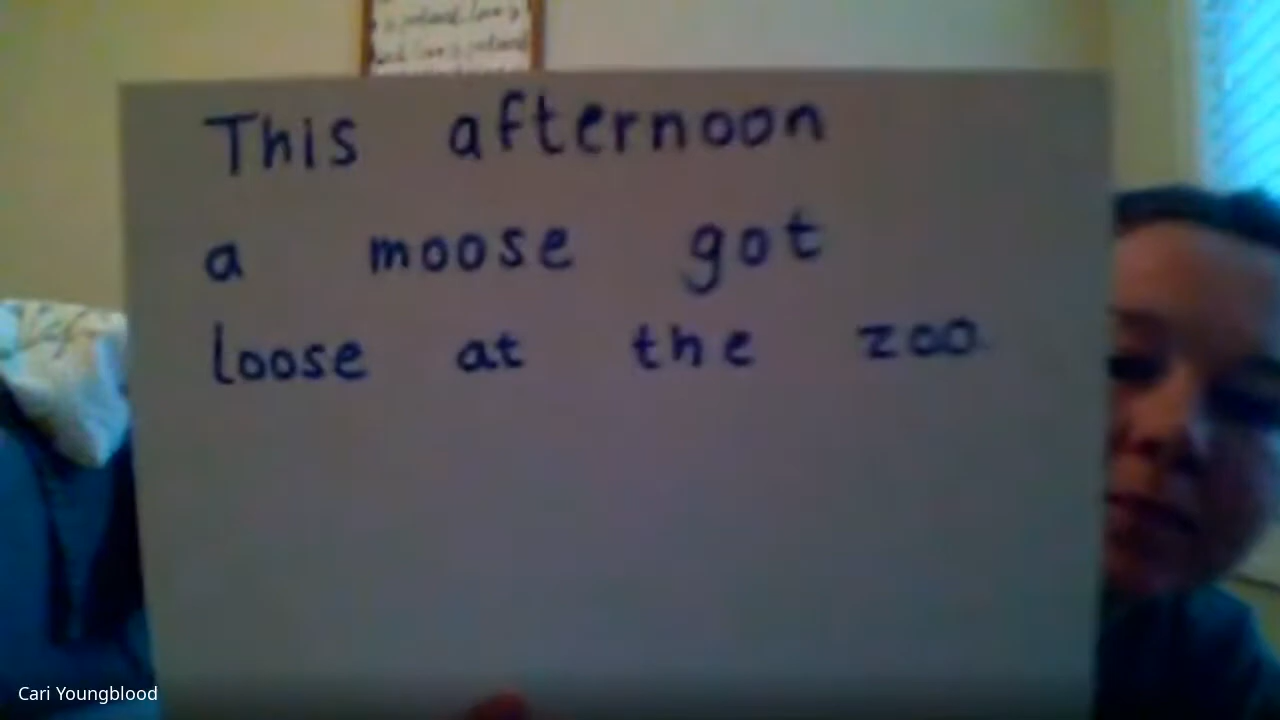 This afternoon
a moose got
loose at the zoo.
Cari Youngblood